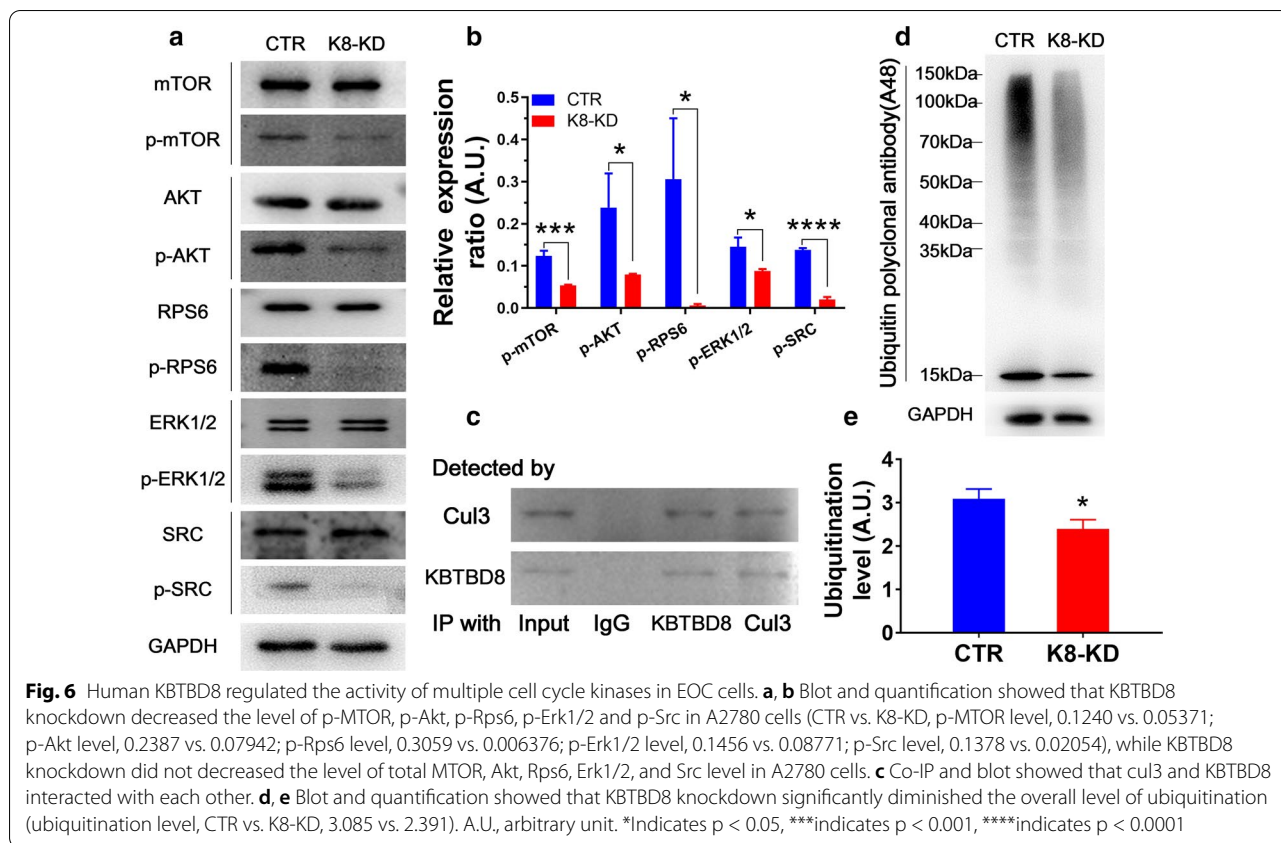 a
CTR K8-KD
mTOR
p-mTOR
AKT
p-AKT
RPS6
p-RPS6
ERK1/2
p-ERK1/2
SRC
p-SRC
GAPDH
b
Relative expression
ratio (A.U.)
0.5
0.4
0.3
0.2
0.1
0.0
CTR
K8-KD
***
*
*
*
****
p-mTOR
p-AKT
p-RPS6
p-ERK1/2
p-SRC
c
Detected by
Cul3
KBTBD8
IP with Input IgG KBTBD8 Cul3
d
CTR K8-KD
Ubiquitin polyclonal antibody(A48)
150kDa
100kDa
70kDa
50kDa
40kDa
35kDa
15kDa
GAPDH
e
Ubiquitination
level (A.U.)
4
3
2
1
0
*
CTR K8-KD
Fig. 6 Human KBTBD8 regulated the activity of multiple cell cycle kinases in EOC cells. a, b Blot and quantification showed that KBTBD8
knockdown decreased the level of p-MTOR, p-Akt, p-Rps6, p-Erk1/2 and p-Src in A2780 cells (CTR vs. K8-KD, p-MTOR level, 0.1240 vs. 0.05371;
p-Akt level, 0.2387 vs. 0.07942; p-Rps6 level, 0.3059 vs. 0.006376; p-Erk1/2 level, 0.1456 vs. 0.08771; p-Src level, 0.1378 vs. 0.02054), while KBTBD8
knockdown did not decreased the level of total MTOR, Akt, Rps6, Erk1/2, and Src level in A2780 cells. c Co-IP and blot showed that cul3 and KBTBD8
interacted with each other. d, e Blot and quantification showed that KBTBD8 knockdown significantly diminished the overall level of ubiquitination
(ubiquitination level, CTR vs. K8-KD, 3.085 vs. 2.391). A.U., arbitrary unit. *Indicates p < 0.05, ***indicates p < 0.001, ****indicates p < 0.0001